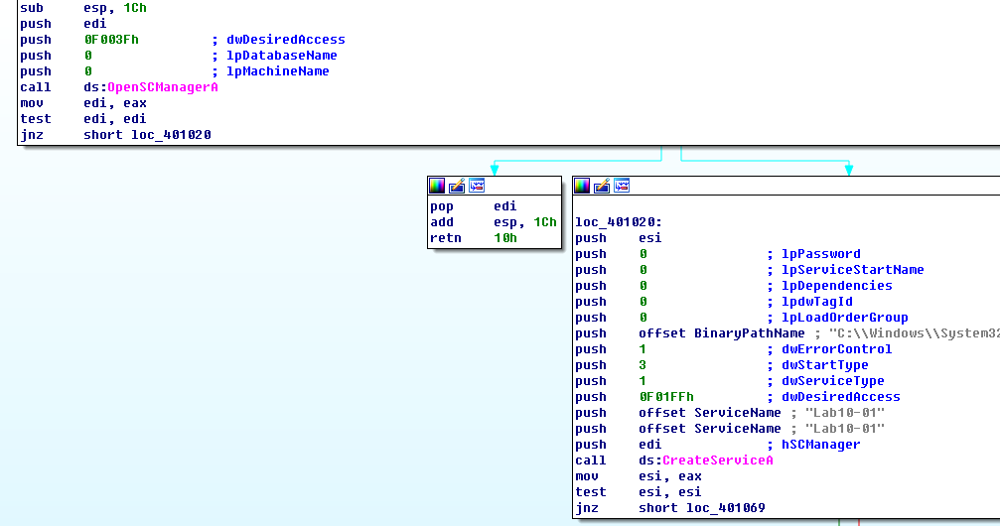 sub esp, 1Ch
push edi
push 0F003Fh ; dwDesiredAccess
push 0 ; lpDatabaseName
push 0 ; lpMachineName
call ds:OpenSCManagerA
mov edi, eax
test edi, edi
jnz short loc_401020
pop edi
add esp, 1Ch
retn 10h
loc_401020:
push esi
push 0 ; lpPassword
push 0 ; lpServiceStartName
push 0 ; lpDependencies
push 0 ; lpdwTagId
push 0 ; lpLoadOrderGroup
push offset BinaryPathName ; "C:\\Windows\\System32
push 1 ; dwErrorControl
push 3 ; dwStartType
push 1 ; dwServiceType
push 0F01FFh ; dwDesiredAccess
push offset ServiceName ; "Lab10-01"
push offset ServiceName ; "Lab10-01"
push edi ; hSCManager
call ds:CreateServiceA
mov esi, eax
test esi, esi
jnz short loc_401069